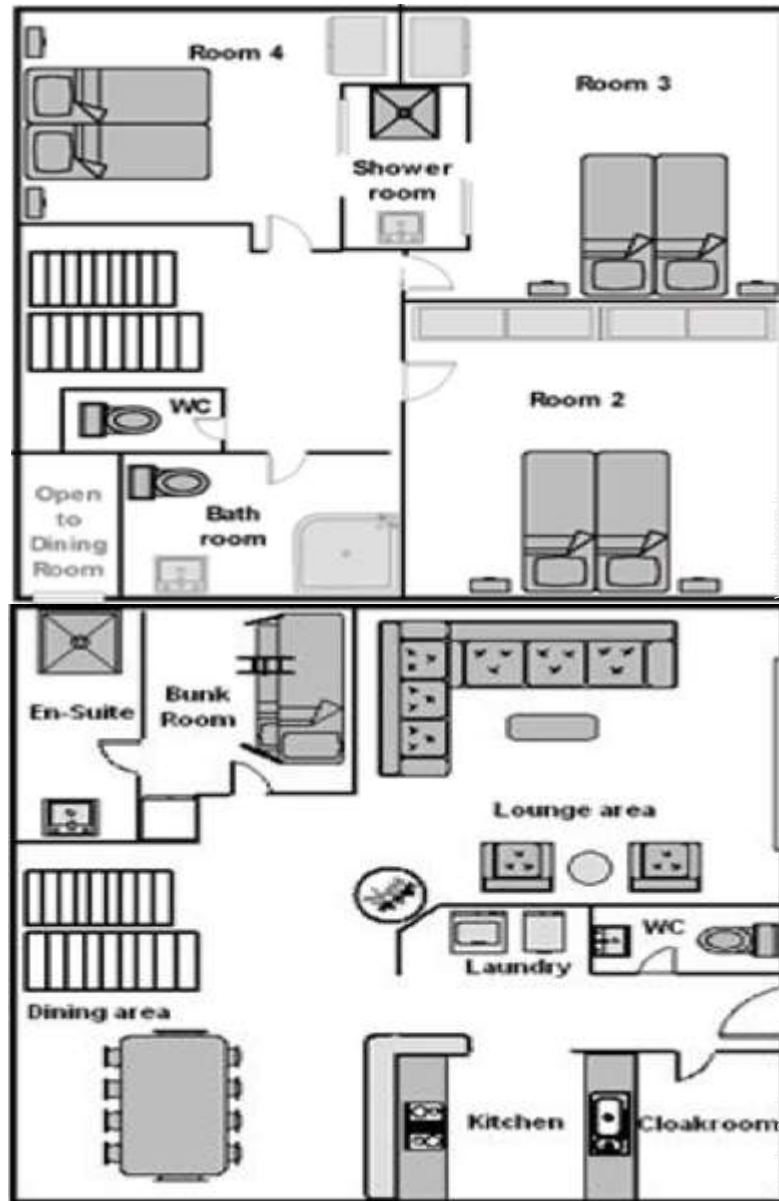 Room 4
Room 3
Shower
room
WC
Room 2
Open
to
Dining
Room
Bath
room
En-Suite
Bunk
Room
Lounge area
WC
Laundry
Dining area
Kitchen
Cloakroom